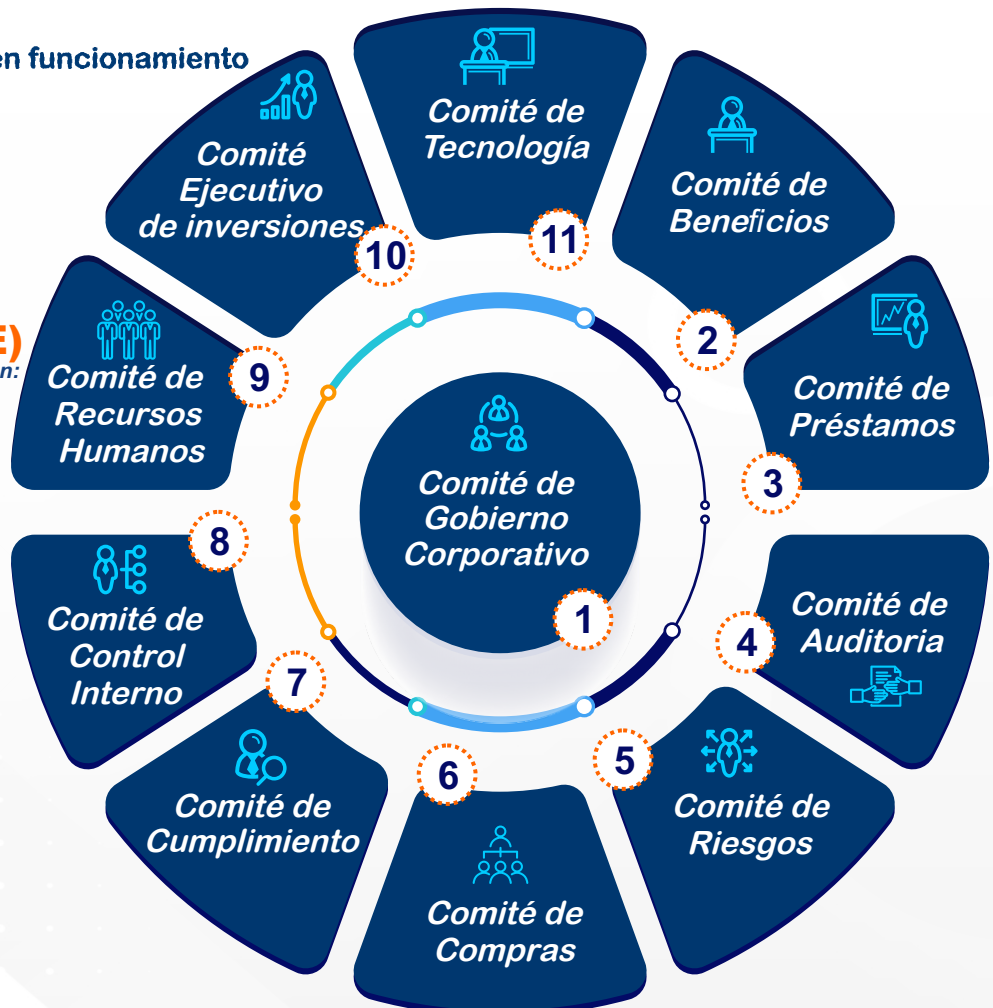 en funcionamiento
E)
n:
Comité de
Gobierno
Corporativo
1
Comité de
Beneficios
2
Comité de
Préstamos
3
Comité de
Auditoria
4
Comité de
Riesgos
5
Comité de
Compras
6
Comité de
Cumplimiento
7
Comité de
Control
Interno
8
Comité de
Recursos
Humanos
9
Comité
Ejecutivo
de inversiones
10
Comité de
Tecnología
11